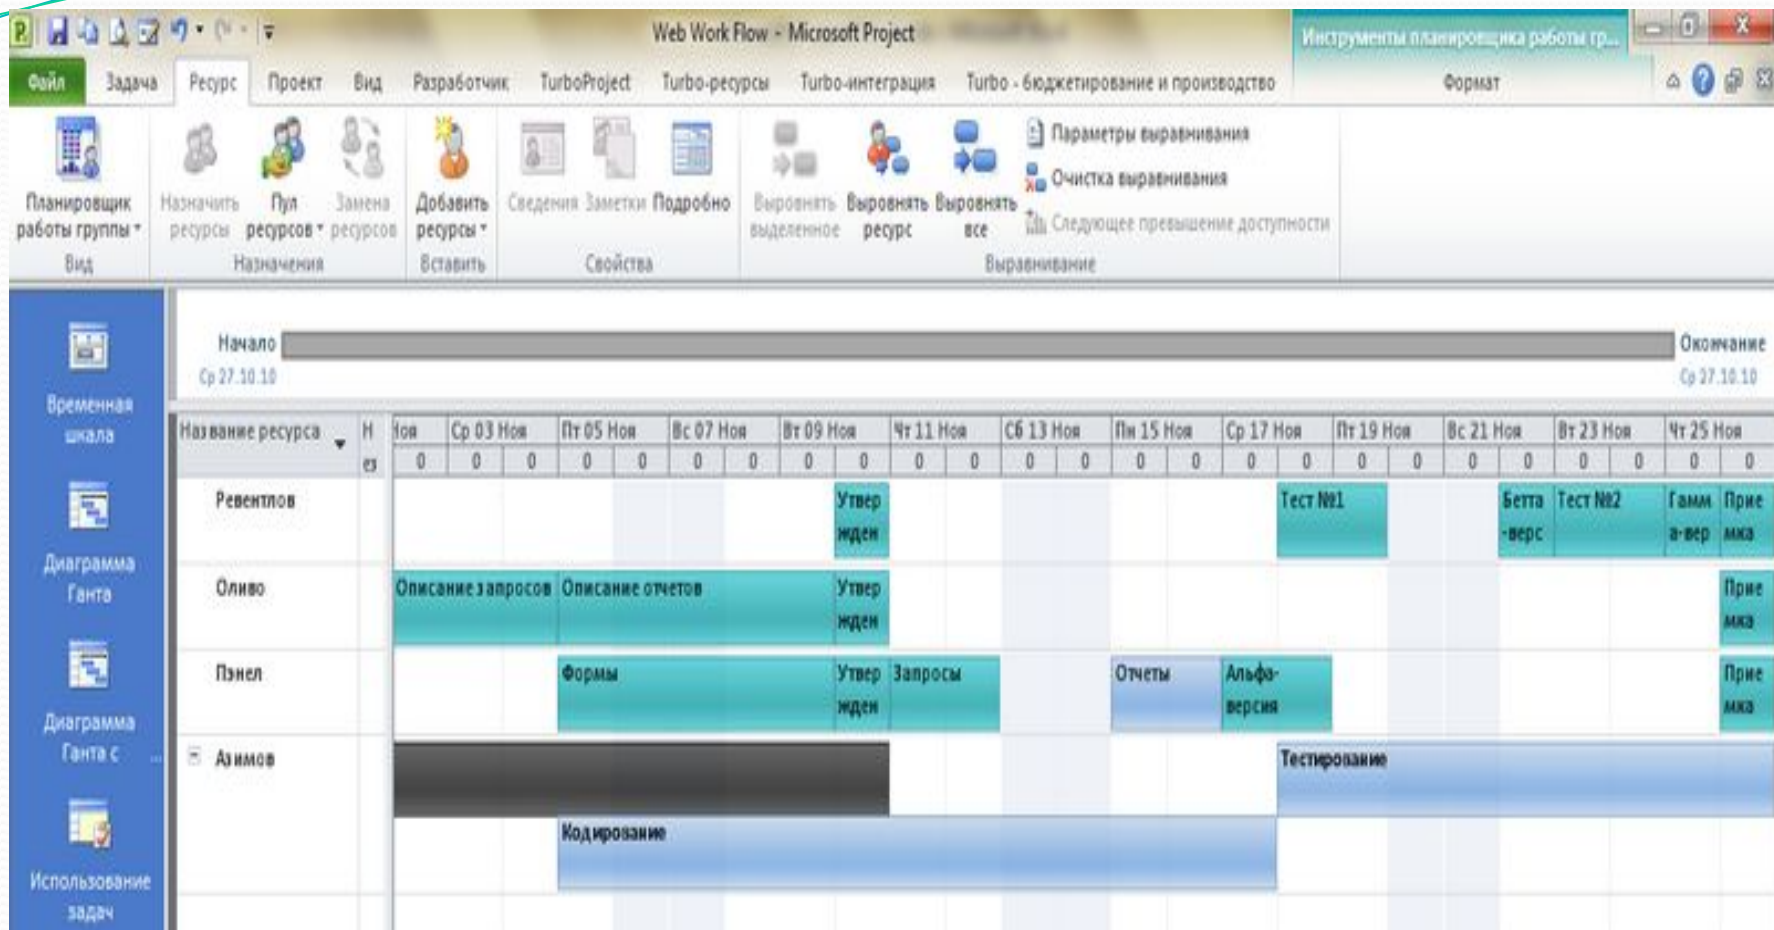 Web Work Flow - Microsoft Project
Инструменты планировщика работы гр...
Файл Задача Ресурс Проект Вид Разработчик TurboProject Turbo-ресурсы Turbo-интеграция Turbo - бюджетирование и производство Формат
Планировщик работы группы
Назначить ресурсы
Пул ресурсов
Замена ресурсов
Добавить ресурсы
Сведения Заметки Подробно
Выровнять выделенное
Выровнять ресурс
Выровнять все
Параметры выравнивания
Очистка выравнивания
Следующее превышение доступности
Вид Назначения Вставить Свойства Выравнивание
Начало Окончание
Ср 27.10.10 Ср 27.10.10
Временная
шкала
Диаграмма
Ганта
Диаграмма
Ганта с ...
Использование
задач
Название ресурса Н Ноя Ср 03 Ноя Пт 05 Ноя Вс 07 Ноя Вт 09 Ноя Чт 11 Ноя Сб 13 Ноя Пн 15 Ноя Ср 17 Ноя Пт 19 Ноя Вс 21 Ноя Вт 23 Ноя Чт 25 Ноя
ез 0 0 0 0 0 0 0 0 0 0 0 0 0 0 0 0 0 0 0 0 0 0 0 0 0
Ревентлов Утвер Тест №1 Бетта Тест №2 Гамм Прие
жден -верс а-вер мка
Оливо Описание запросов Описание отчетов Утвер Прие
жден мка
Пэнел Формы Утвер Запросы Отчеты Альфа- Прие
жден версия мка
Азимов Тестирование
Кодирование